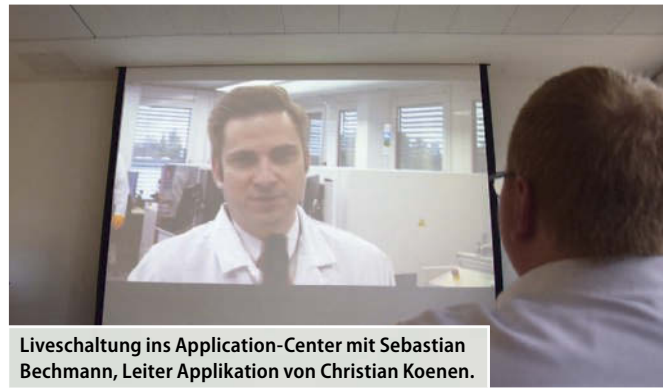 Liveschaltung ins Application-Center mit Sebastian
Bechmann, Leiter Applikation von Christian Koenen.